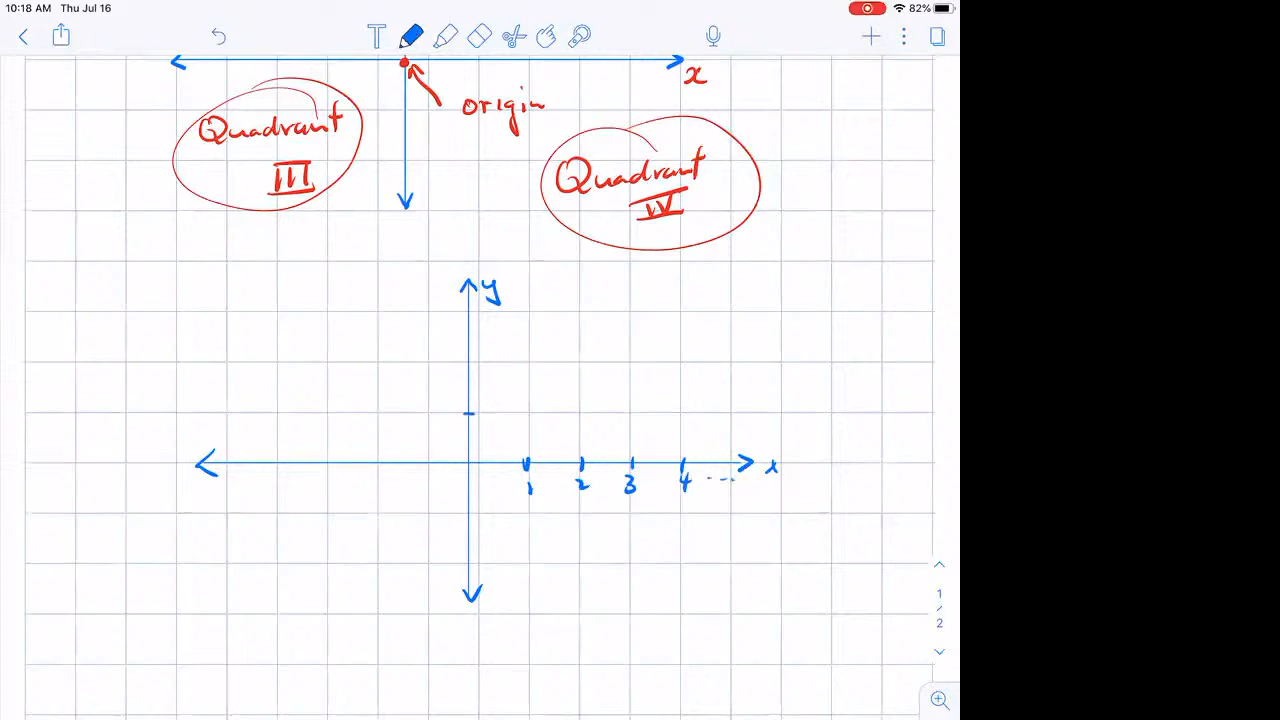 10:18 AM Thu Jul 16
82%
T
x
origin
Quadrant
III
Quadrant
IV
y
x
1 2 3 4 ...
1
/
2